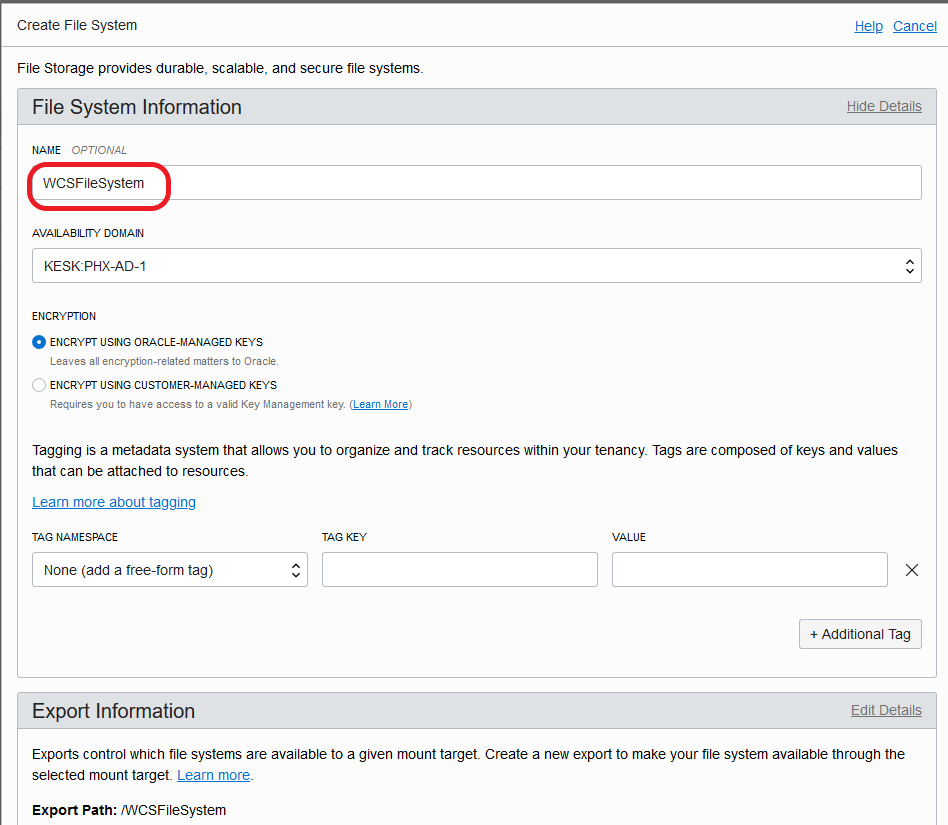 Create File System
Help Cancel
File Storage provides durable, scalable, and secure file systems.
File System Information
Hide Details
NAME OPTIONAL
WCSFileSystem
AVAILABILITY DOMAIN
KESK:PHX-AD-1
ENCRYPTION
ENCRYPT USING ORACLE-MANAGED KEYS
Leaves all encryption-related matters to Oracle.
ENCRYPT USING CUSTOMER-MANAGED KEYS
Requires you to have access to a valid Key Management key. (Learn More)
Tagging is a metadata system that allows you to organize and track resources within your tenancy. Tags are composed of keys and values
that can be attached to resources.
Learn more about tagging
TAG NAMESPACE TAG KEY VALUE
None (add a free-form tag)
+ Additional Tag
Export Information
Edit Details
Exports control which file systems are available to a given mount target. Create a new export to make your file system available through the
selected mount target. Learn more.
Export Path: /WCSFileSystem